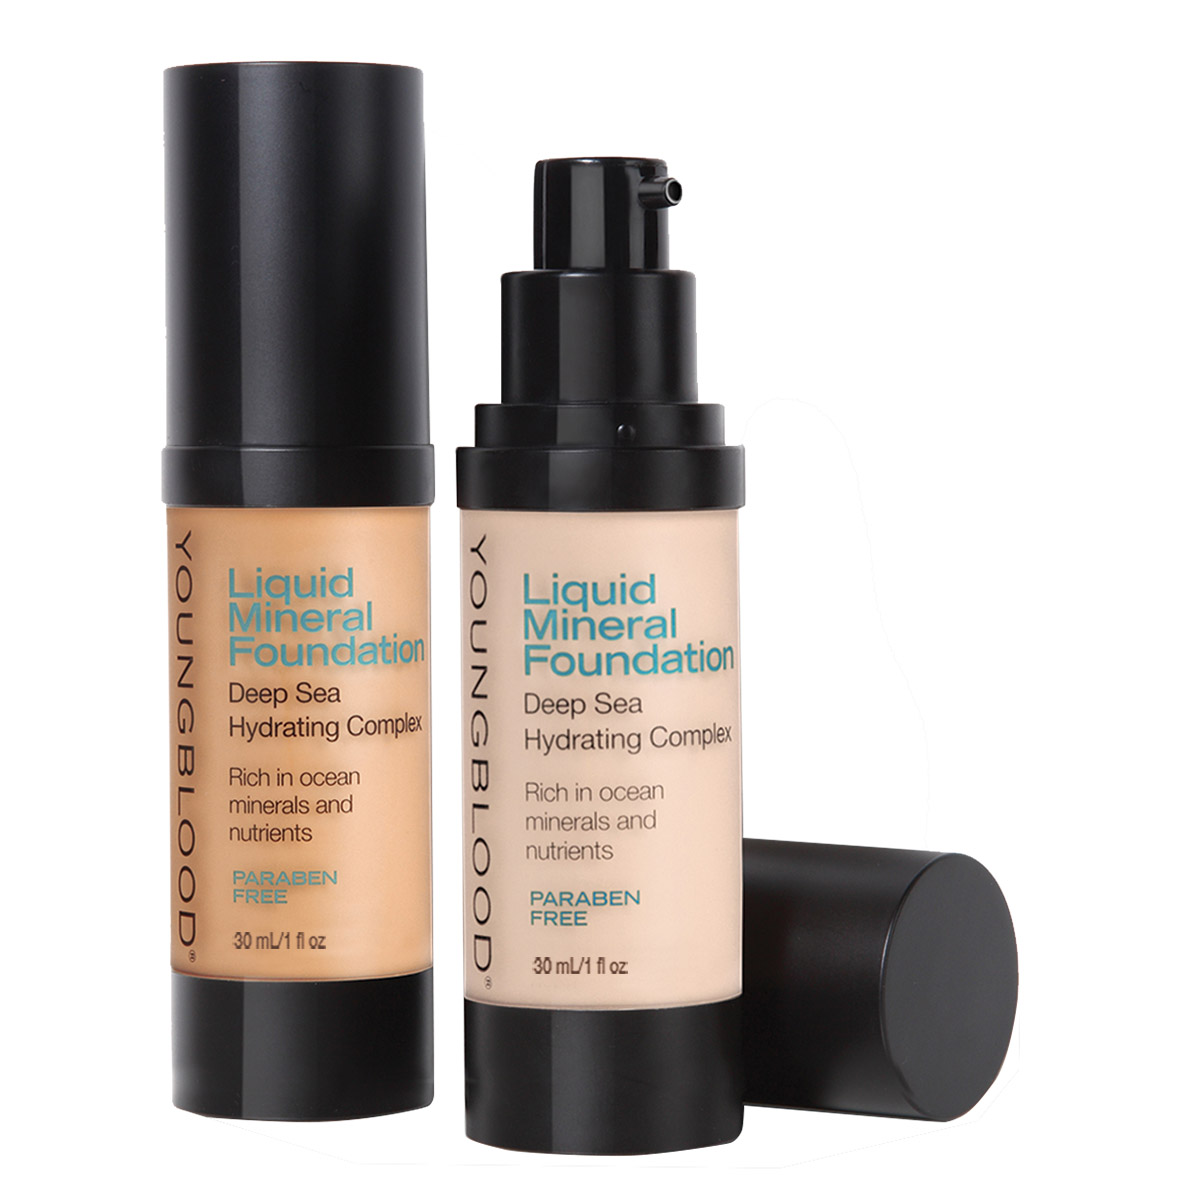 YOUNGBLOOD®
Liquid
Mineral
Foundation
Deep Sea
Hydrating Complex
Rich in ocean
minerals and
nutrients
PARABEN
FREE
30 mL/1 fl oz
YOUNGBLOOD®
Liquid
Mineral
Foundation
Deep Sea
Hydrating Complex
Rich in ocean
minerals and
nutrients
PARABEN
FREE
30 mL/1 fl oz